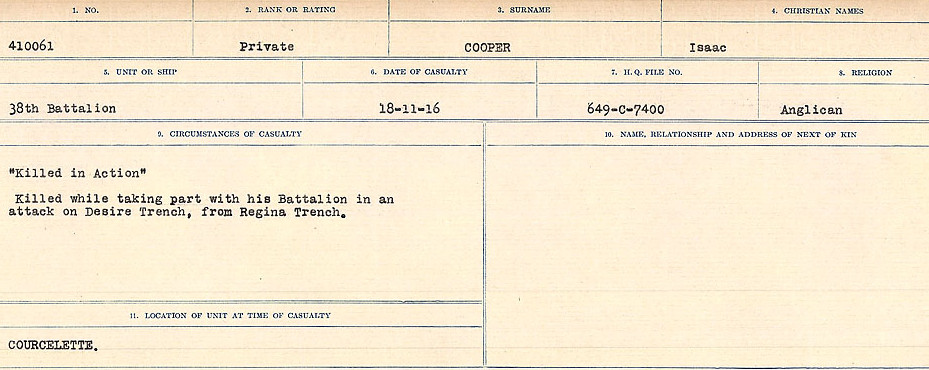 1. NO. 2. RANK OR RATING 3. SURNAME 4. CHRISTIAN NAMES
410061 Private COOPER Isaac
5. UNIT OR SHIP 6. DATE OF CASUALTY 7. H.Q. FILE NO. 8. RELIGION
38th Battalion 18-11-16 649-C-7400 Anglican
9. CIRCUMSTANCES OF CASUALTY 10. NAME, RELATIONSHIP AND ADDRESS OF NEXT OF KIN
"Killed in Action"
Killed while taking part with his Battalion in an
attack on Desire Trench, from Regina Trench.
11. LOCATION OF UNIT AT TIME OF CASUALTY
COURCELETTE.